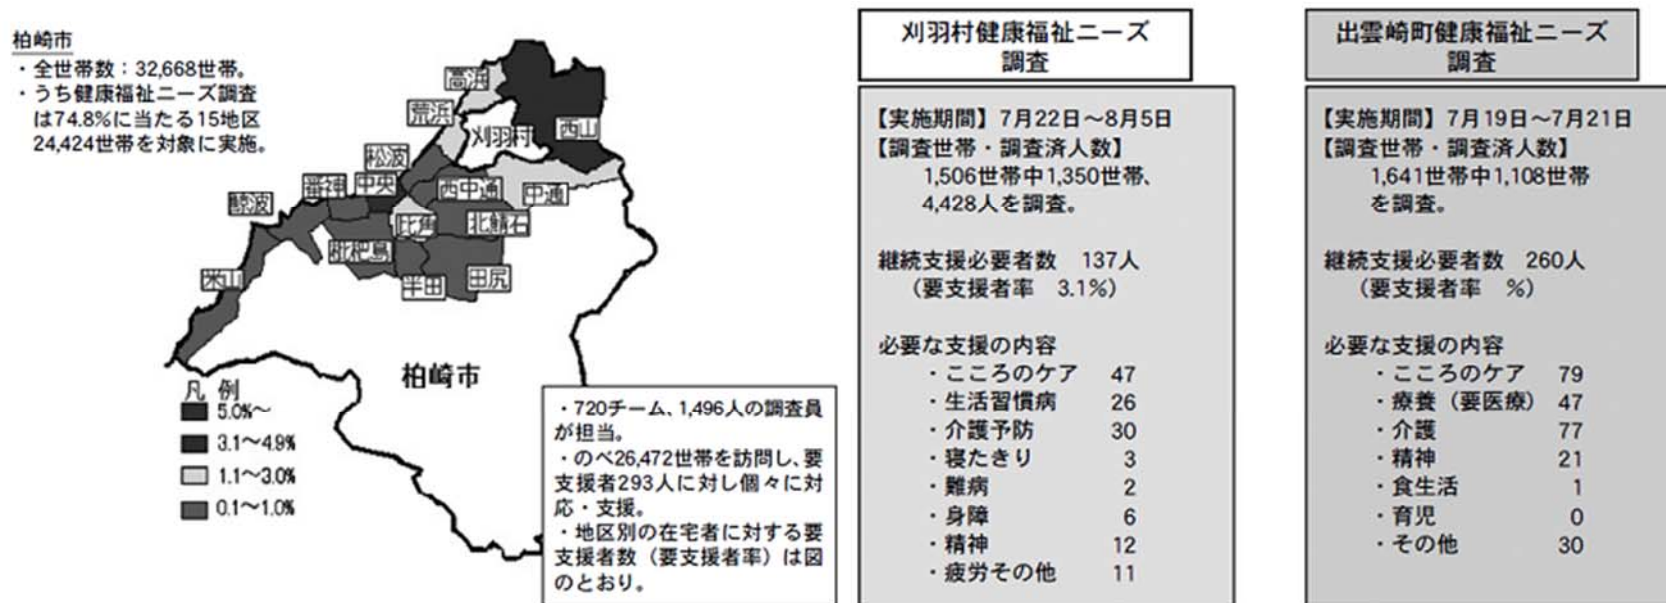 柏崎市
・全世帯数：32,668世帯。
・うち健康福祉ニーズ調査
は74.8%に当たる15地区
24,424世帯を対象に実施。
高浜
荒浜
刈羽村
西山
松波
番神
中央
西中通
中通
鯨波
比角
北鯖石
枇杷島
米山
半田
田尻
柏崎市
凡 例
5.0%～
3.1～4.9%
1.1～3.0%
0.1～1.0%
・720チーム、1,496人の調査員
が担当。
・のべ26,472世帯を訪問し、要
支援者293人に対し個々に対
応・支援。
・地区別の在宅者に対する要
支援者数（要支援者率）は図
のとおり。
刈羽村健康福祉ニーズ
調査
【実施期間】7月22日～8月5日
【調査世帯・調査済人数】
1,506世帯中1,350世帯、
4,428人を調査。
継続支援必要者数 137人
（要支援者率 3.1%）
必要な支援の内容
・こころのケア 47
・生活習慣病 26
・介護予防 30
・寝たきり 3
・難病 2
・身障 6
・精神 12
・疲労その他 11
出雲崎町健康福祉ニーズ
調査
【実施期間】7月19日～7月21日
【調査世帯・調査済人数】
1,641世帯中1,108世帯
を調査。
継続支援必要者数 260人
（要支援者率 %）
必要な支援の内容
・こころのケア 79
・療養（要医療） 47
・介護 77
・精神 21
・食生活 1
・育児 0
・その他 30